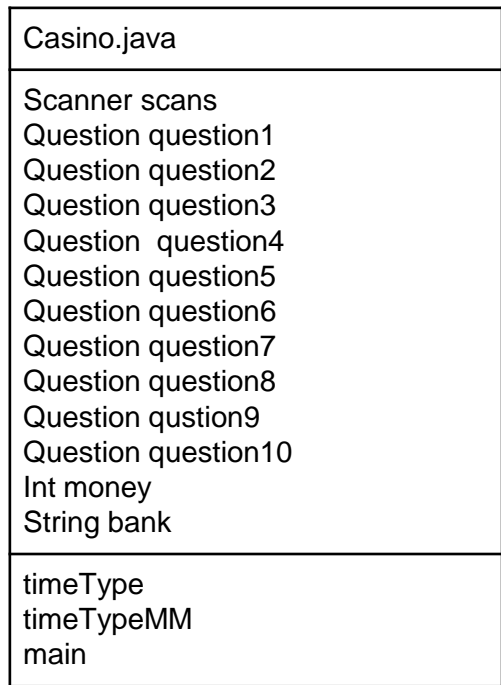 Casino.java
Scanner scans
Question question1
Question question2
Question question3
Question  question4
Question question5
Question question6
Question question7
Question question8
Question qustion9
Question question10
Int money
String bank
timeType
timeTypeMM
main